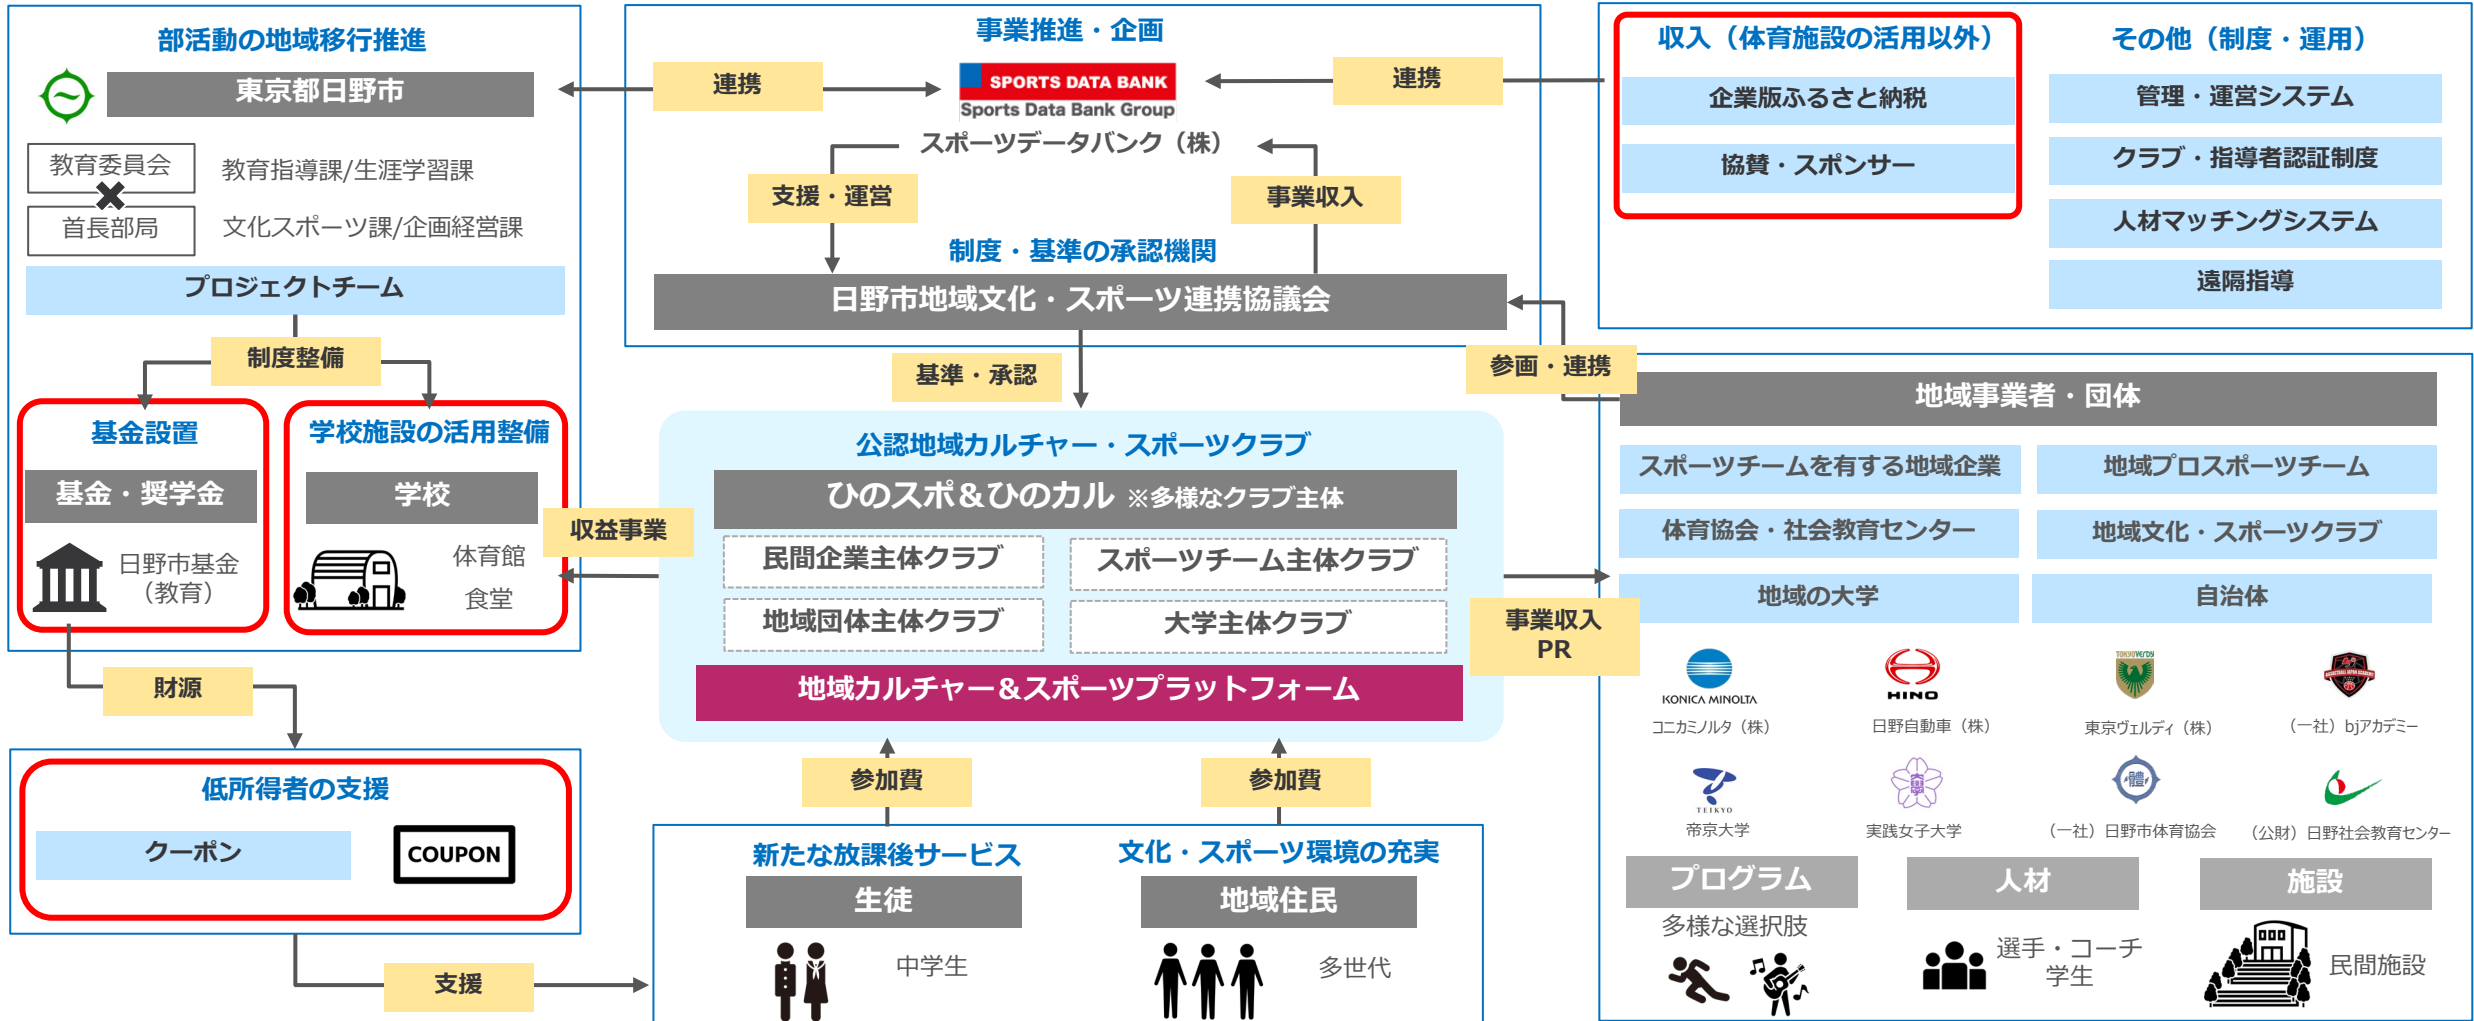 部活動の地域移行推進
東京都日野市
教育委員会
教育指導課/生涯学習課
首長部局
文化スポーツ課/企画経営課
プロジェクトチーム
制度整備
基金設置
基金・奨学金
日野市基金
（教育）
学校施設の活用整備
学校
体育館
食堂
財源
低所得者の支援
クーポン
COUPON
支援
連携
事業推進・企画
SPORTS DATA BANK
Sports Data Bank Group
スポーツデータバンク（株）
連携
支援・運営
事業収入
制度・基準の承認機関
日野市地域文化・スポーツ連携協議会
基準・承認
参画・連携
公認地域カルチャー・スポーツクラブ
ひのスポ＆ひのカル ※多様なクラブ主体
収益事業
民間企業主体クラブ
スポーツチーム主体クラブ
地域団体主体クラブ
大学主体クラブ
地域カルチャー＆スポーツプラットフォーム
事業収入
PR
参加費
参加費
新たな放課後サービス
生徒
中学生
文化・スポーツ環境の充実
地域住民
多世代
収入（体育施設の活用以外）
企業版ふるさと納税
協賛・スポンサー
その他（制度・運用）
管理・運営システム
クラブ・指導者認証制度
人材マッチングシステム
遠隔指導
地域事業者・団体
スポーツチームを有する地域企業
地域プロスポーツチーム
体育協会・社会教育センター
地域文化・スポーツクラブ
地域の大学
自治体
KONICA MINOLTA
コニカミノルタ（株）
HINO
日野自動車（株）
TOKYO VERDY
東京ヴェルディ（株）
（一社）bjアカデミー
TEIKYO
帝京大学
実践女子大学
（一社）日野市体育協会
（公財）日野社会教育センター
プログラム
多様な選択肢
人材
選手・コーチ
学生
施設
民間施設